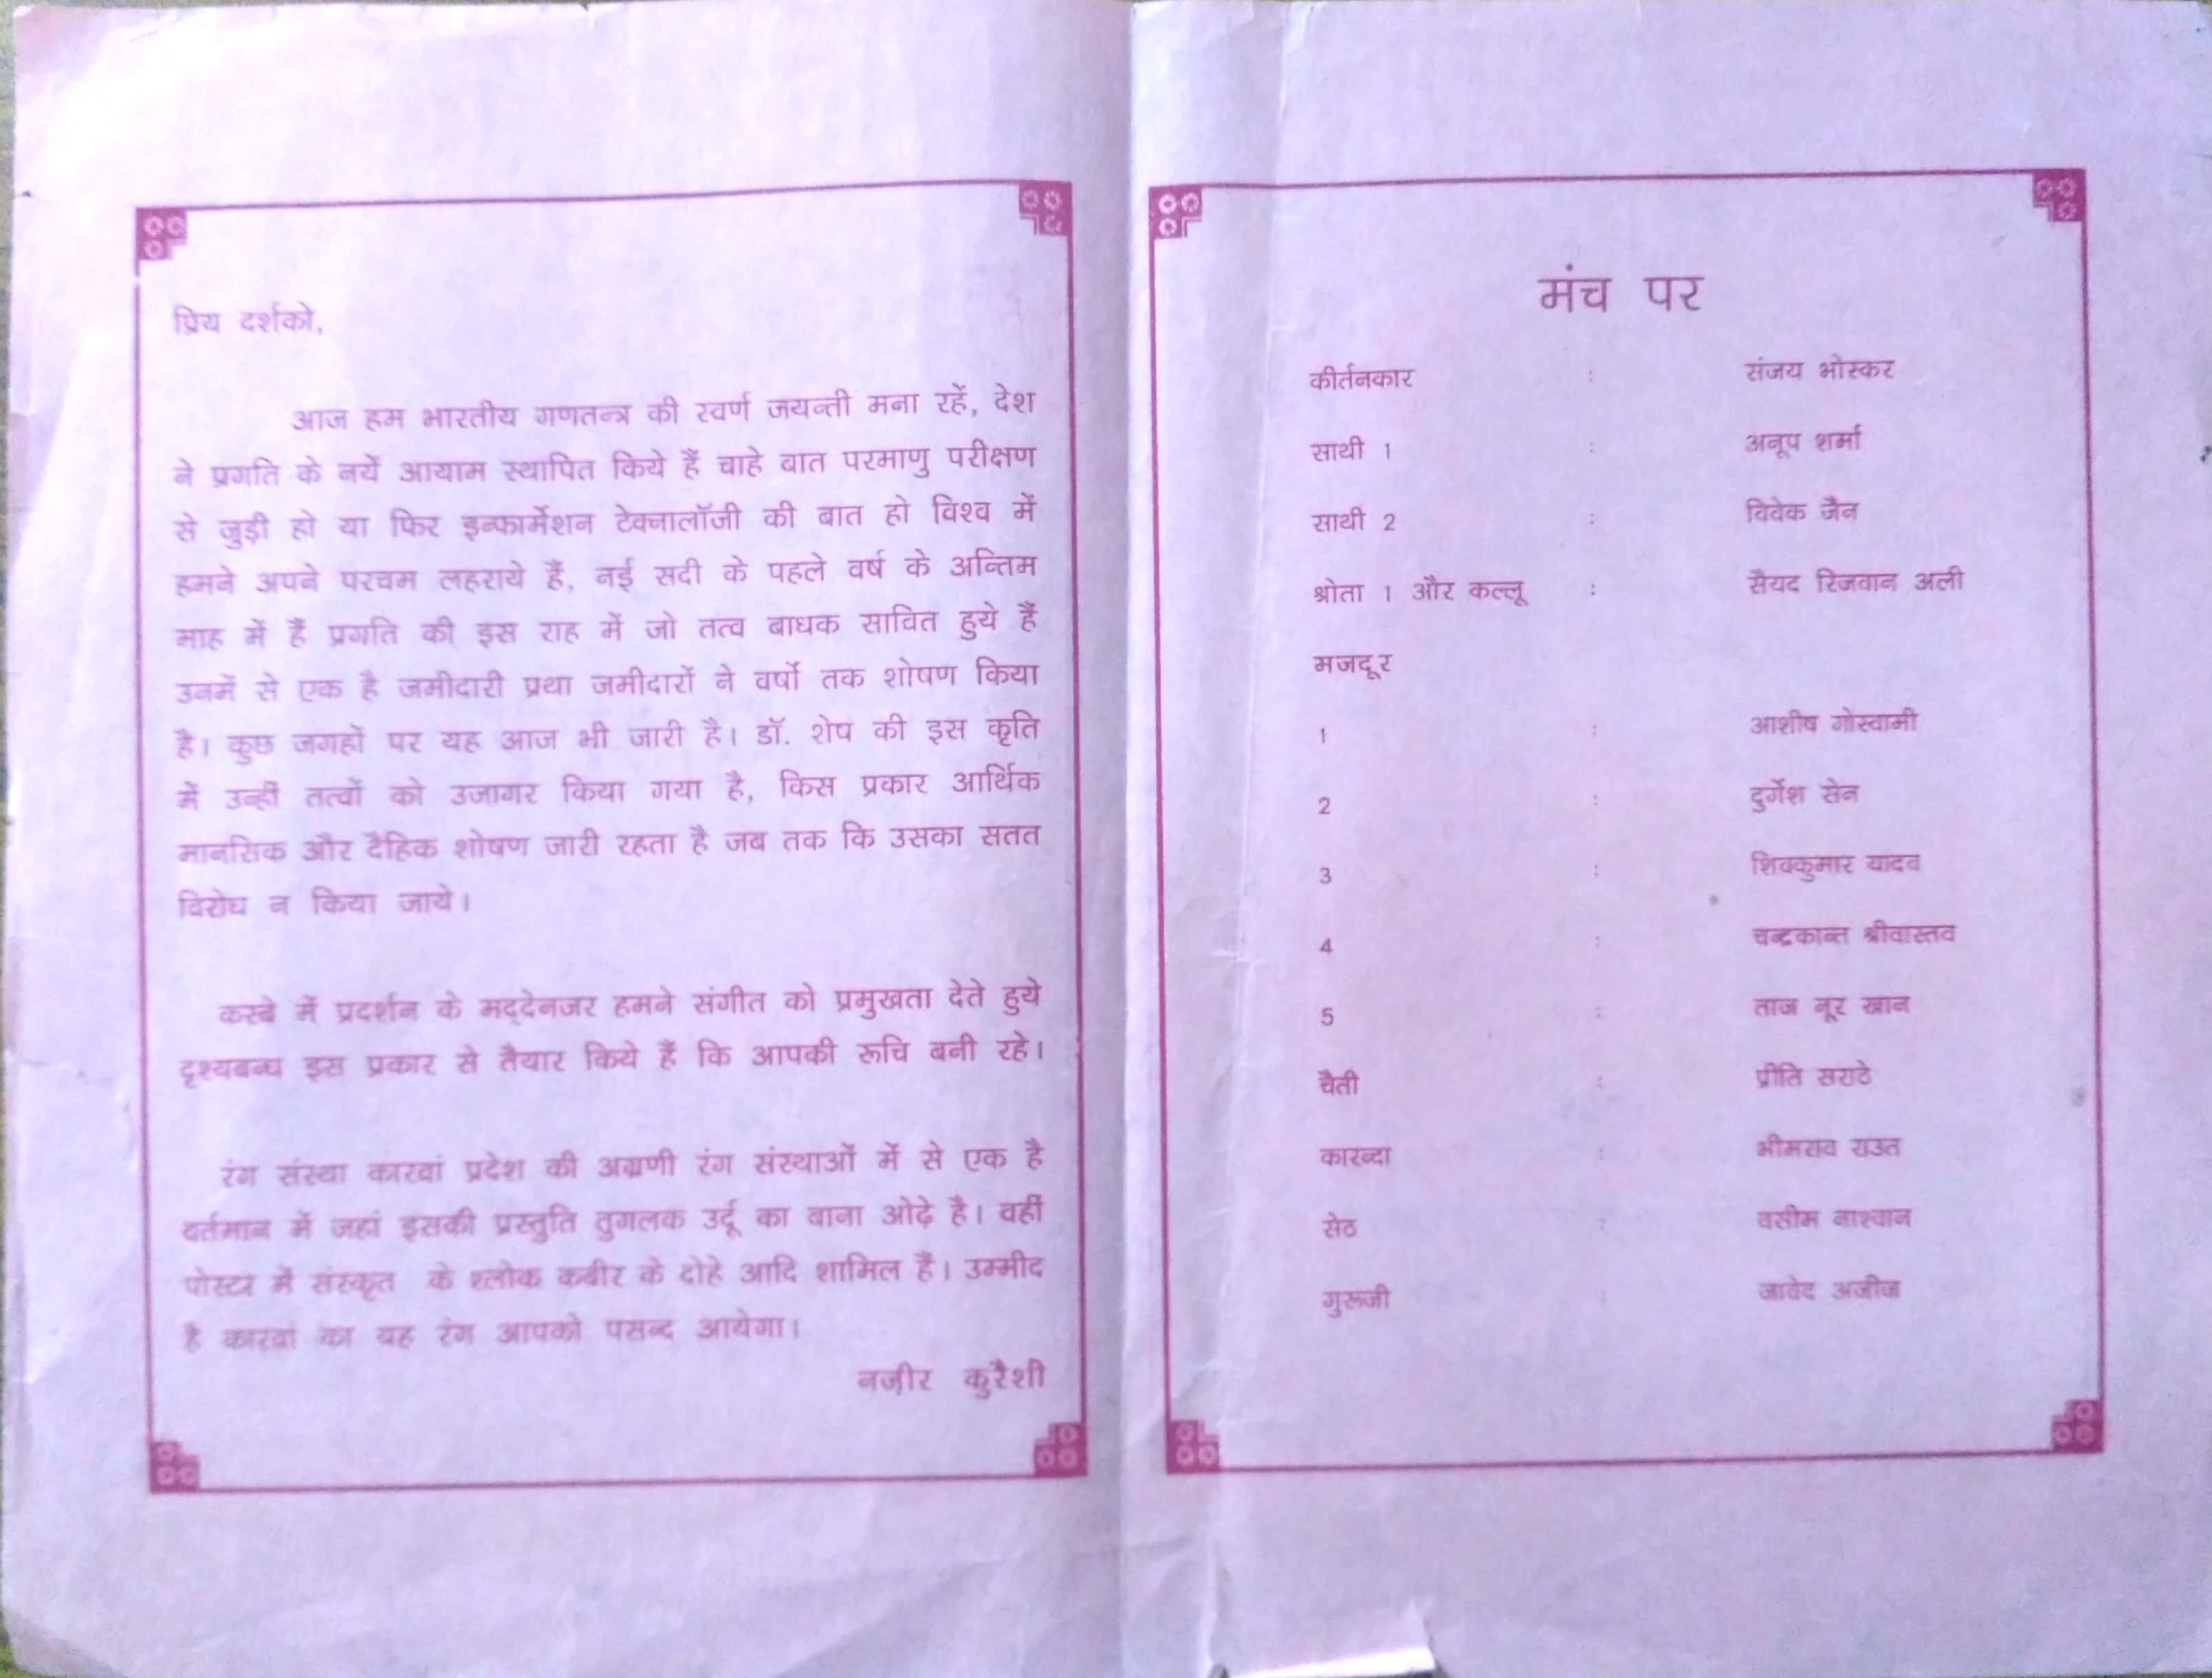 प्रिय दर्शको,
आज हम भारतीय गणतन्त्र की स्वर्ण जयन्ती मना रहें, देश
ने प्रगति के नयें आयाम स्थापित किये हैं चाहे बात परमाणु परीक्षण
से जुड़ी हो या फिर इन्फार्मेशन टेक्नालॉजी की बात हो विश्व में
हमने अपने परचम लहराये हैं, नई सदी के पहले वर्ष के अन्तिम
माह में हैं प्रगति की इस राह में जो तत्व बाधक साबित हुये हैं
उनमें से एक है जमीदारी प्रथा जमीदारों ने वर्षो तक शोषण किया
है। कुछ जगहों पर यह आज भी जारी है। डॉ. शेष की इस कृति
में उन्हीं तत्वों को उजागर किया गया है, किस प्रकार आर्थिक
मानसिक और दैहिक शोषण जारी रहता है जब तक कि उसका सतत
विरोध न किया जाये।
कस्बे में प्रदर्शन के मद्देनजर हमने संगीत को प्रमुखता देते हुये
दृश्यबन्ध इस प्रकार से तैयार किये हैं कि आपकी रूचि बनी रहे।
रंग संस्था कारवां प्रदेश की अग्रणी रंग संस्थाओं में से एक है
वर्तमान में जहां इसकी प्रस्तुति तुगलक उर्दू का बाना ओढ़े है। वहीं
पोस्टर में संस्कृत के श्लोक कबीर के दोहे आदि शामिल हैं। उम्मीद
है कारवां का यह रंग आपको पसन्द आयेगा।
नज़ीर कुरैशी
मंच पर
कीर्तनकार : संजय भोस्कर
साथी 1 : अनूप शर्मा
साथी 2 : विवेक जैन
श्रोता 1 और कल्लू : सैयद रिजवान अली
मजदूर
1 : आशीष गोस्वामी
2 : दुर्गेश सेन
3 : शिवकुमार यादव
4 : चन्द्रकान्त श्रीवास्तव
5 : ताज नूर खान
चैती : प्रीति सराठे
कारन्दा : भीमराव राउत
सेठ : वसीम नाश्वान
गुरूजी : जावेद अजीज